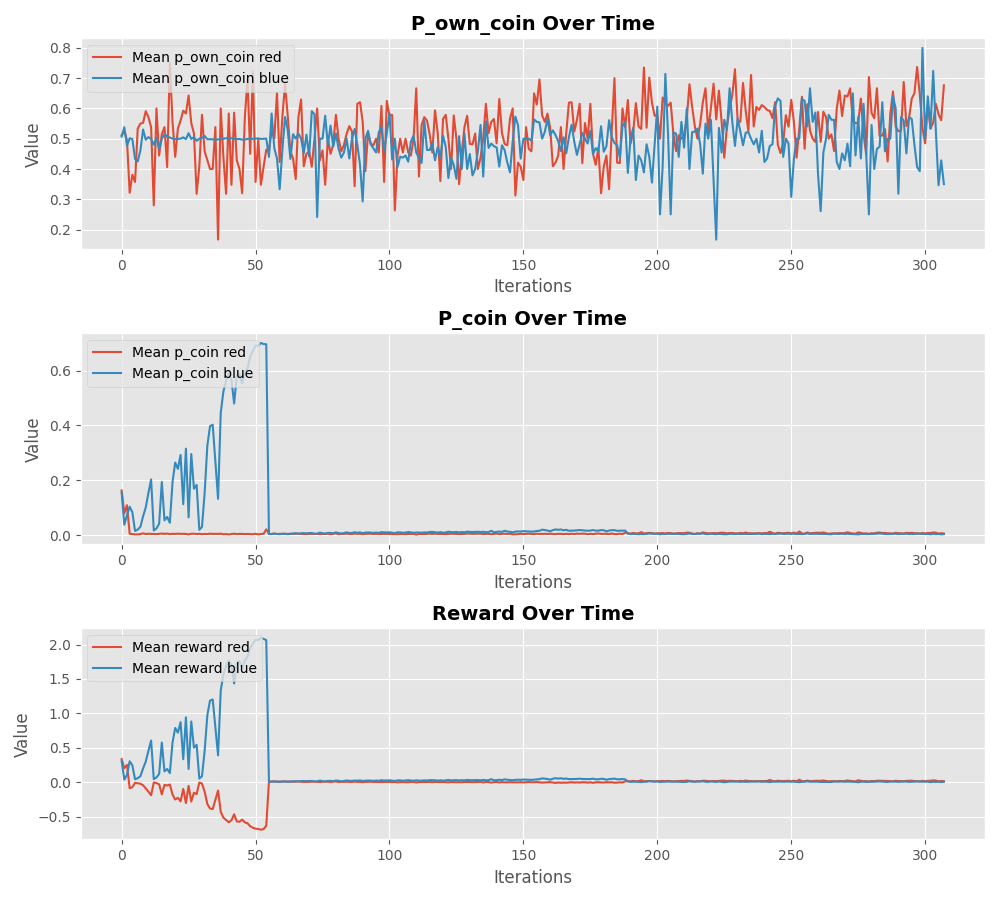 P_own_coin Over Time
Mean p_own_coin red
Mean p_own_coin blue
Value
0.8
0.7
0.6
0.5
0.4
0.3
0.2
0 50 100 150 200 250 300
Iterations
P_coin Over Time
Mean p_coin red
Mean p_coin blue
Value
0.6
0.4
0.2
0.0
0 50 100 150 200 250 300
Iterations
Reward Over Time
Mean reward red
Mean reward blue
Value
2.0
1.5
1.0
0.5
0.0
−0.5
0 50 100 150 200 250 300
Iterations